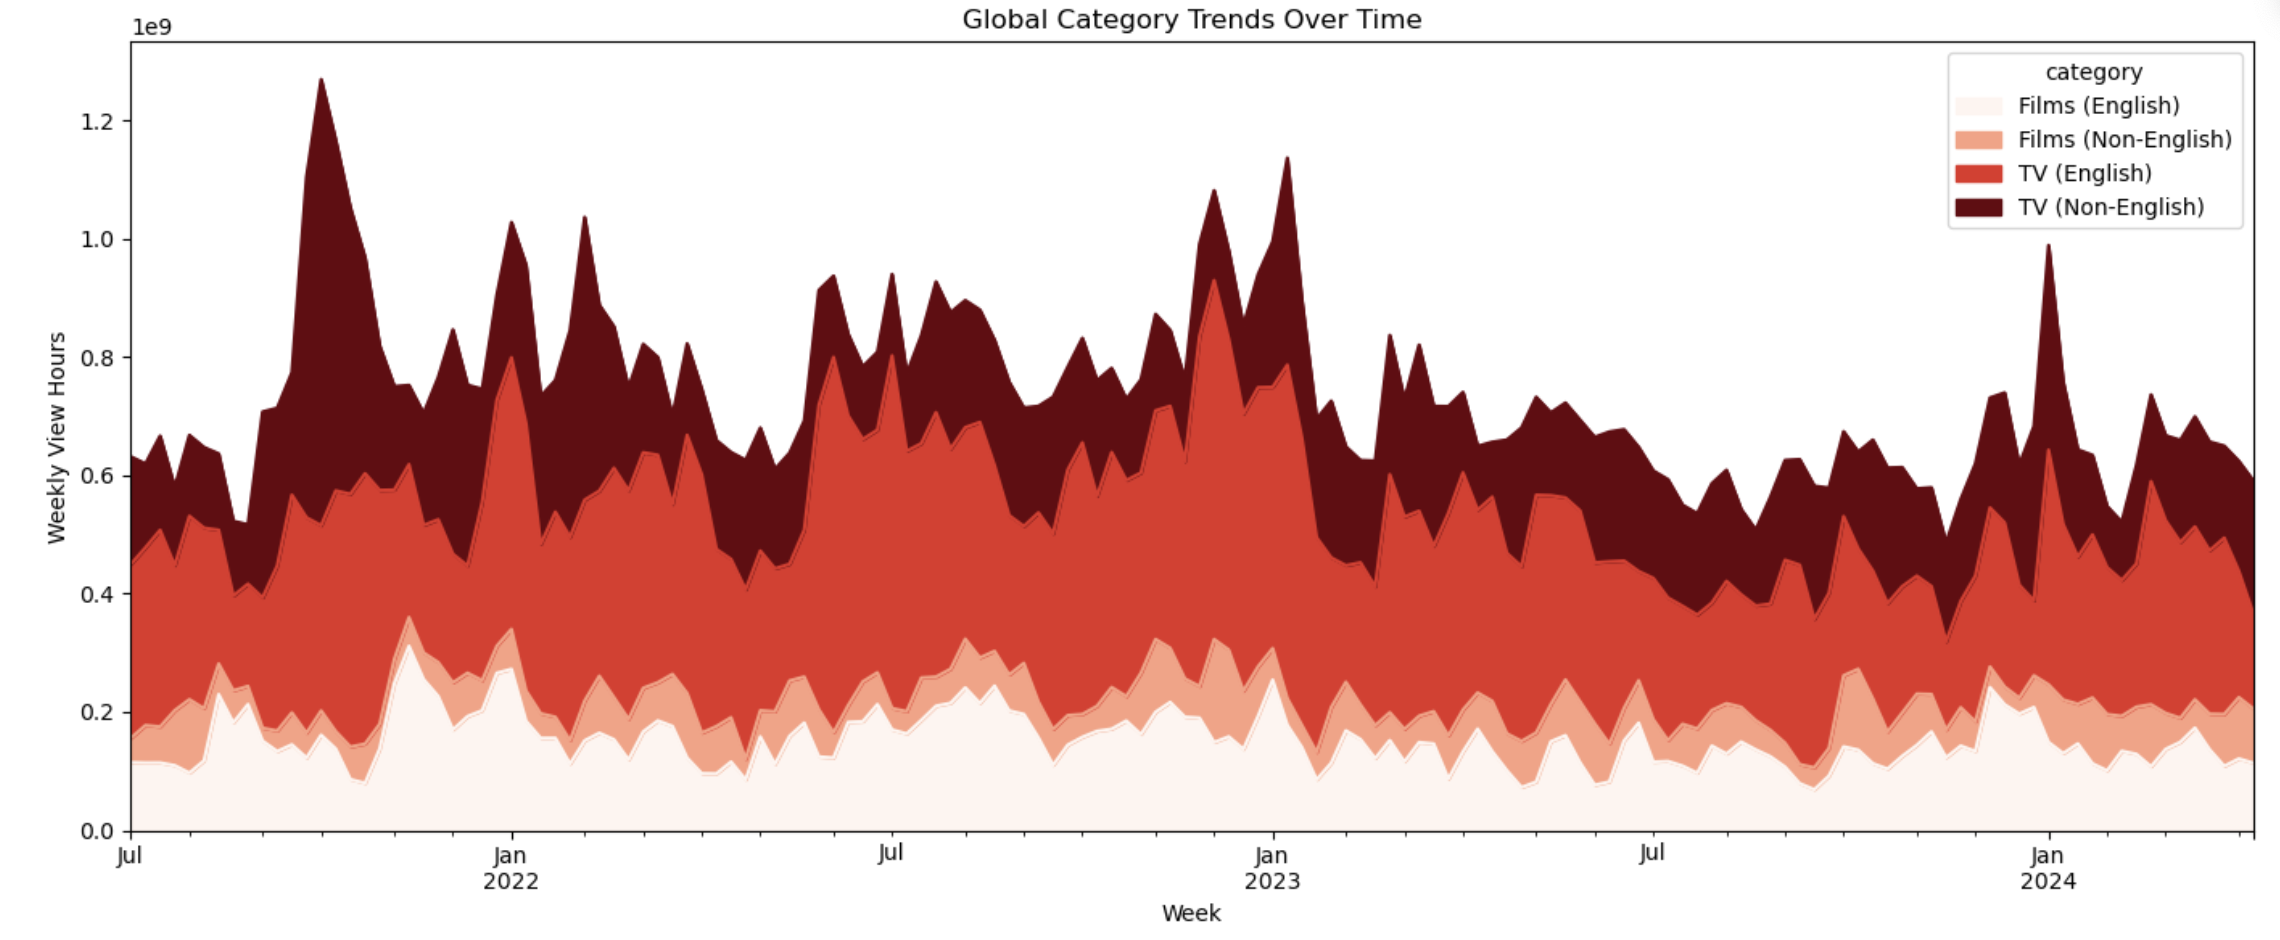 Global Category Trends Over Time
1e9
category
Films (English)
Films (Non-English)
TV (English)
TV (Non-English)
Weekly View Hours
1.2
1.0
0.8
0.6
0.4
0.2
0.0
Jul
Jan
2022
Jul
Jan
2023
Jul
Jan
2024
Week